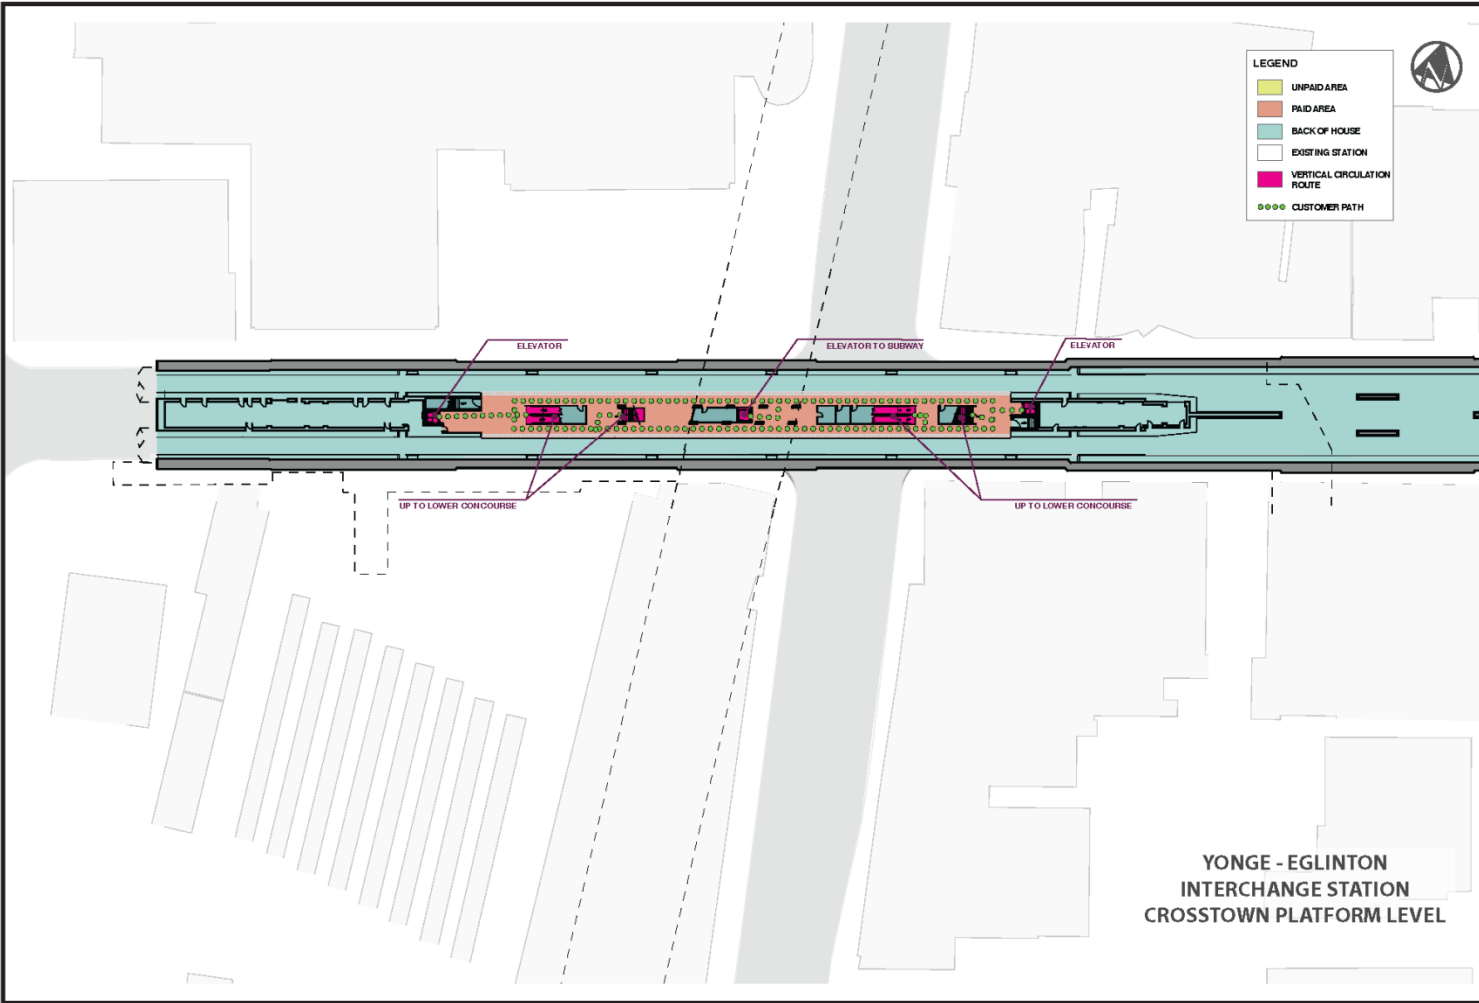 LEGEND
UNPAID AREA
PAID AREA
BACK OF HOUSE
EXISTING STATION
VERTICAL CIRCULATION
ROUTE
CUSTOMER PATH
ELEVATOR
ELEVATOR TO SUBWAY
ELEVATOR
UP TO LOWER CONCOURSE
UP TO LOWER CONCOURSE
YONGE - EGLINTON
INTERCHANGE STATION
CROSSTOWN PLATFORM LEVEL